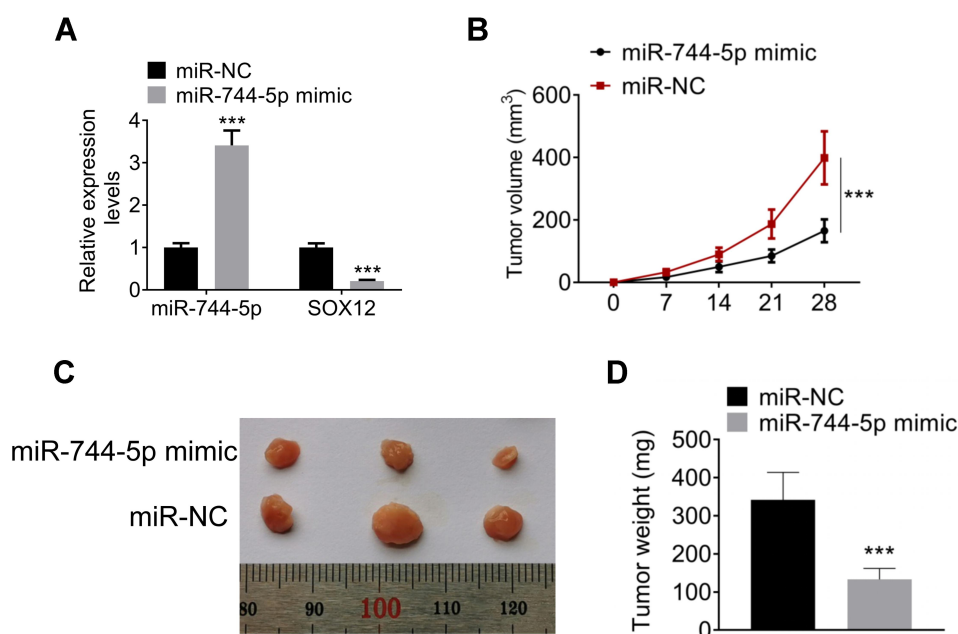 A
miR-NC
miR-744-5p mimic
Relative expression
levels
4
3
2
1
0
***
***
miR-744-5p SOX12
B
miR-744-5p mimic
miR-NC
Tumor volume (mm³)
600
400
200
0
***
0 7 14 21 28
C
miR-744-5p mimic
miR-NC
80 90 100 110 120
D
miR-NC
miR-744-5p mimic
Tumor weight (mg)
500
400
300
200
100
0
***